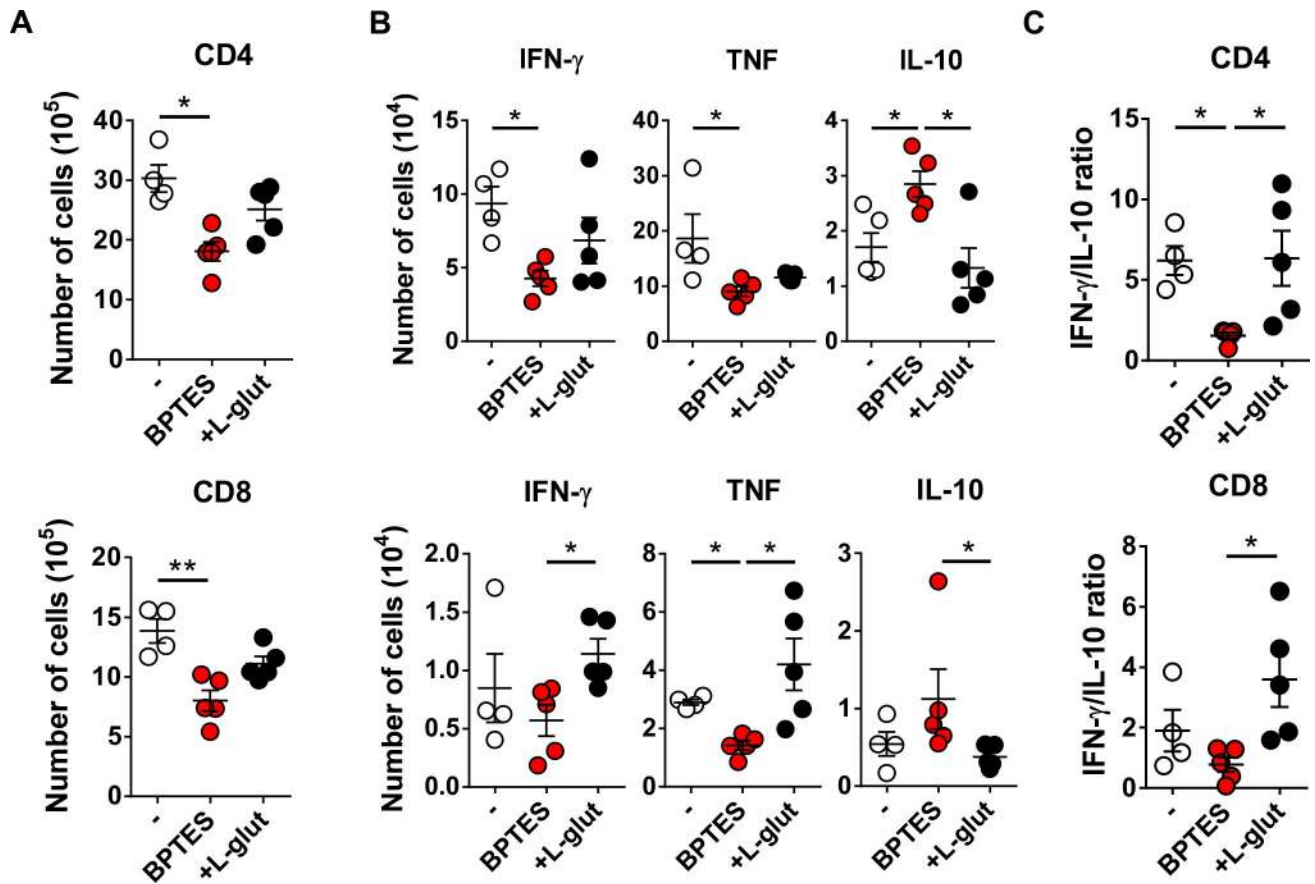 A
B
C
CD4
Number of cells (10⁵)
40
30
20
10
0
*
-
BPTES
+L-glut
IFN-γ
TNF
IL-10
Number of cells (10⁴)
15
10
5
0
*
-
BPTES
+L-glut
40
30
20
10
0
*
-
BPTES
+L-glut
4
3
2
1
0
* *
-
BPTES
+L-glut
CD4
IFN-γ/IL-10 ratio
15
10
5
0
* *
-
BPTES
+L-glut
CD8
Number of cells (10⁵)
20
15
10
5
0
**
-
BPTES
+L-glut
IFN-γ
TNF
IL-10
Number of cells (10⁴)
2.0
1.5
1.0
0.5
0.0
*
-
BPTES
+L-glut
8
6
4
2
0
* *
-
BPTES
+L-glut
3
2
1
0
*
-
BPTES
+L-glut
CD8
IFN-γ/IL-10 ratio
8
6
4
2
0
*
-
BPTES
+L-glut